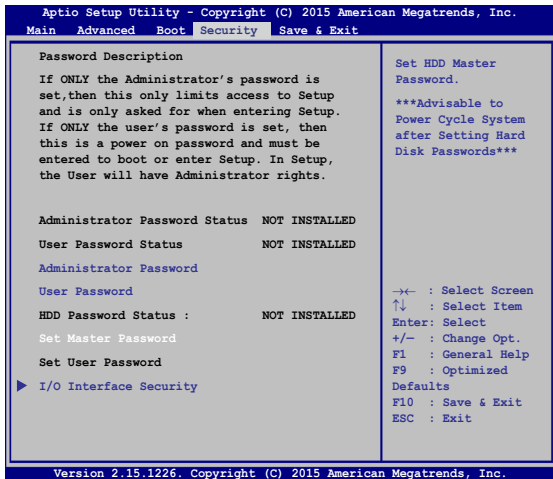 Aptio Setup Utility - Copyright (C) 2015 American Megatrends, Inc.
Main Advanced Boot Security Save & Exit
Password Description
If ONLY the Administrator's password is
set,then this only limits access to Setup
and is only asked for when entering Setup.
If ONLY the user's password is set, then
this is a power on password and must be
entered to boot or enter Setup. In Setup,
the User will have Administrator rights.
Administrator Password Status NOT INSTALLED
User Password Status NOT INSTALLED
Administrator Password
User Password
HDD Password Status : NOT INSTALLED
Set Master Password
Set User Password
I/O Interface Security
Set HDD Master
Password.
***Advisable to
Power Cycle System
after Setting Hard
Disk Passwords***
→← : Select Screen
↑↓ : Select Item
Enter: Select
+/— : Change Opt.
F1 : General Help
F9 : Optimized
Defaults
F10 : Save & Exit
ESC : Exit
Version 2.15.1226. Copyright (C) 2015 American Megatrends, Inc.